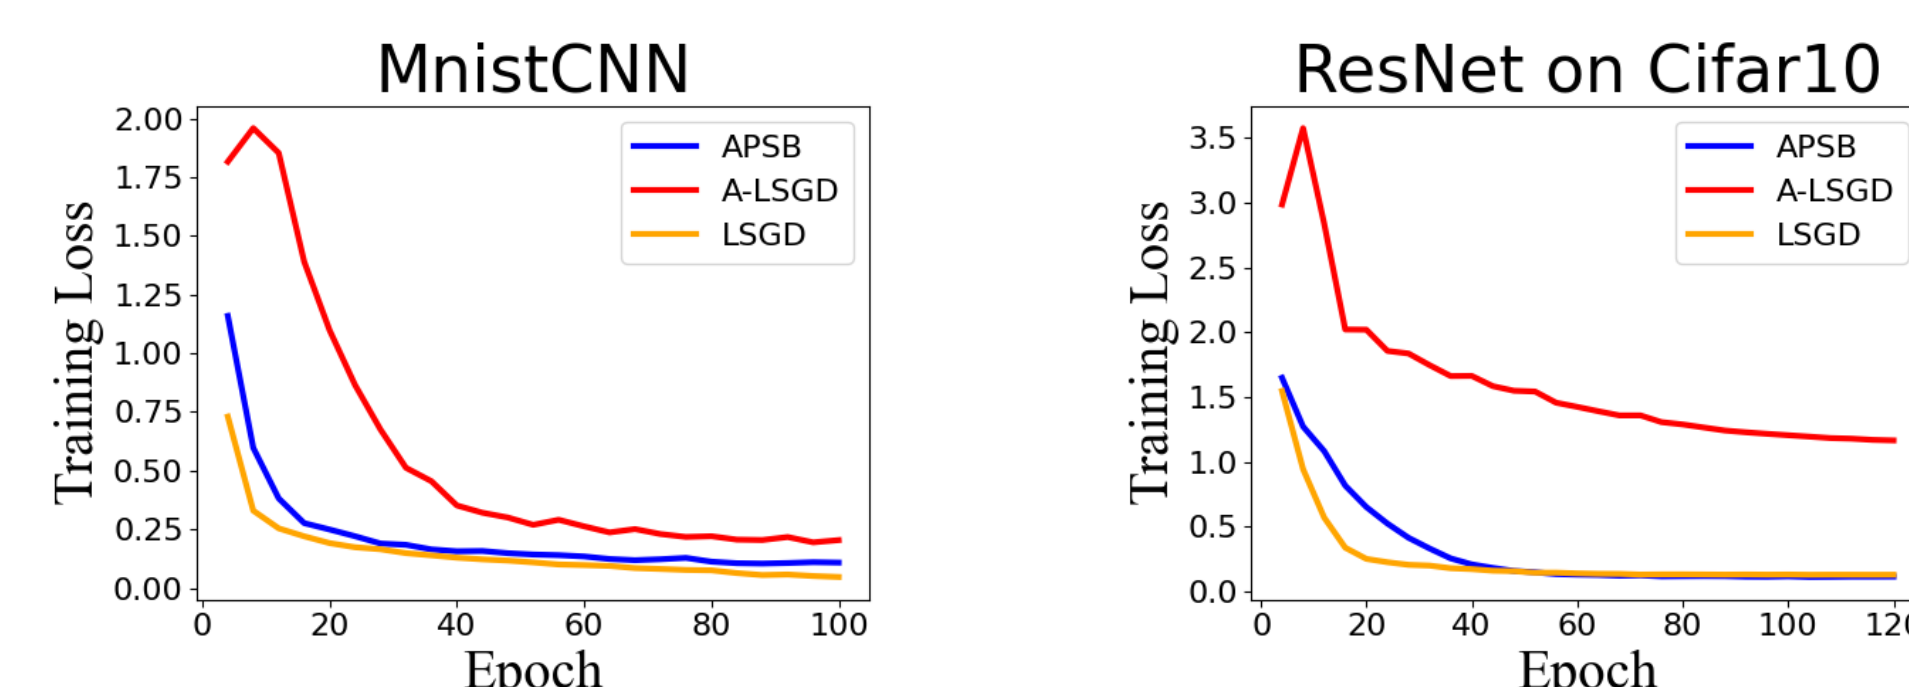 MnistCNN
2.00
1.75
1.50
1.25
1.00
0.75
0.50
0.25
0.00
Training Loss
APSB
A-LSGD
LSGD
0 20 40 60 80 100
Epoch
ResNet on Cifar10
3.5
3.0
2.5
2.0
1.5
1.0
0.5
0.0
Training Loss
APSB
A-LSGD
LSGD
0 20 40 60 80 100 120
Epoch